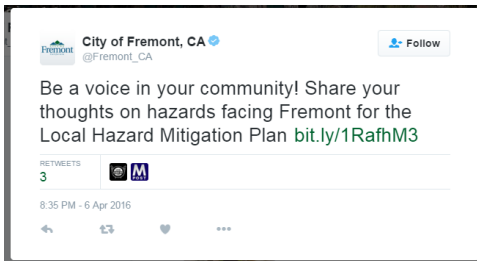 Fremont
City of Fremont, CA
@Fremont_CA
Follow
Be a voice in your community! Share your
thoughts on hazards facing Fremont for the
Local Hazard Mitigation Plan bit.ly/1RafhM3
RETWEETS
3
8:35 PM - 6 Apr 2016